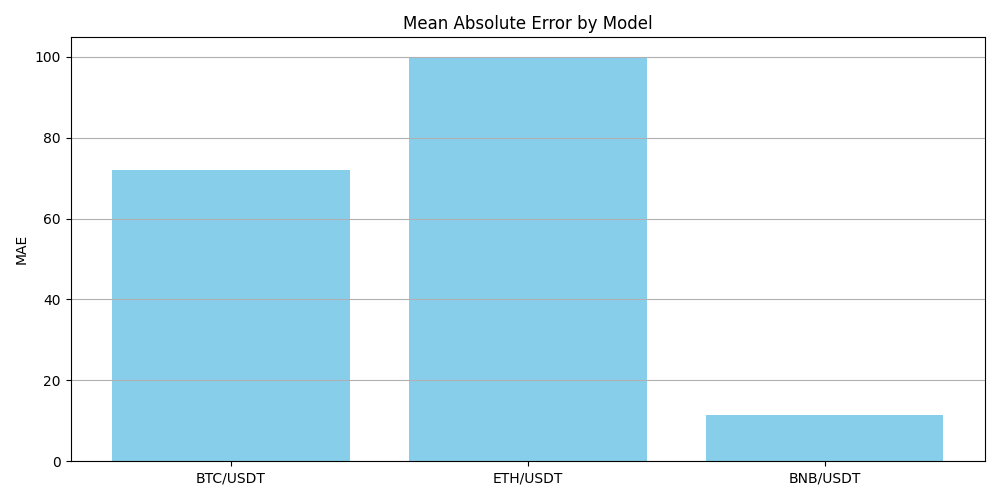 Mean Absolute Error by Model
MAE
100
80
60
40
20
0
BTC/USDT
ETH/USDT
BNB/USDT